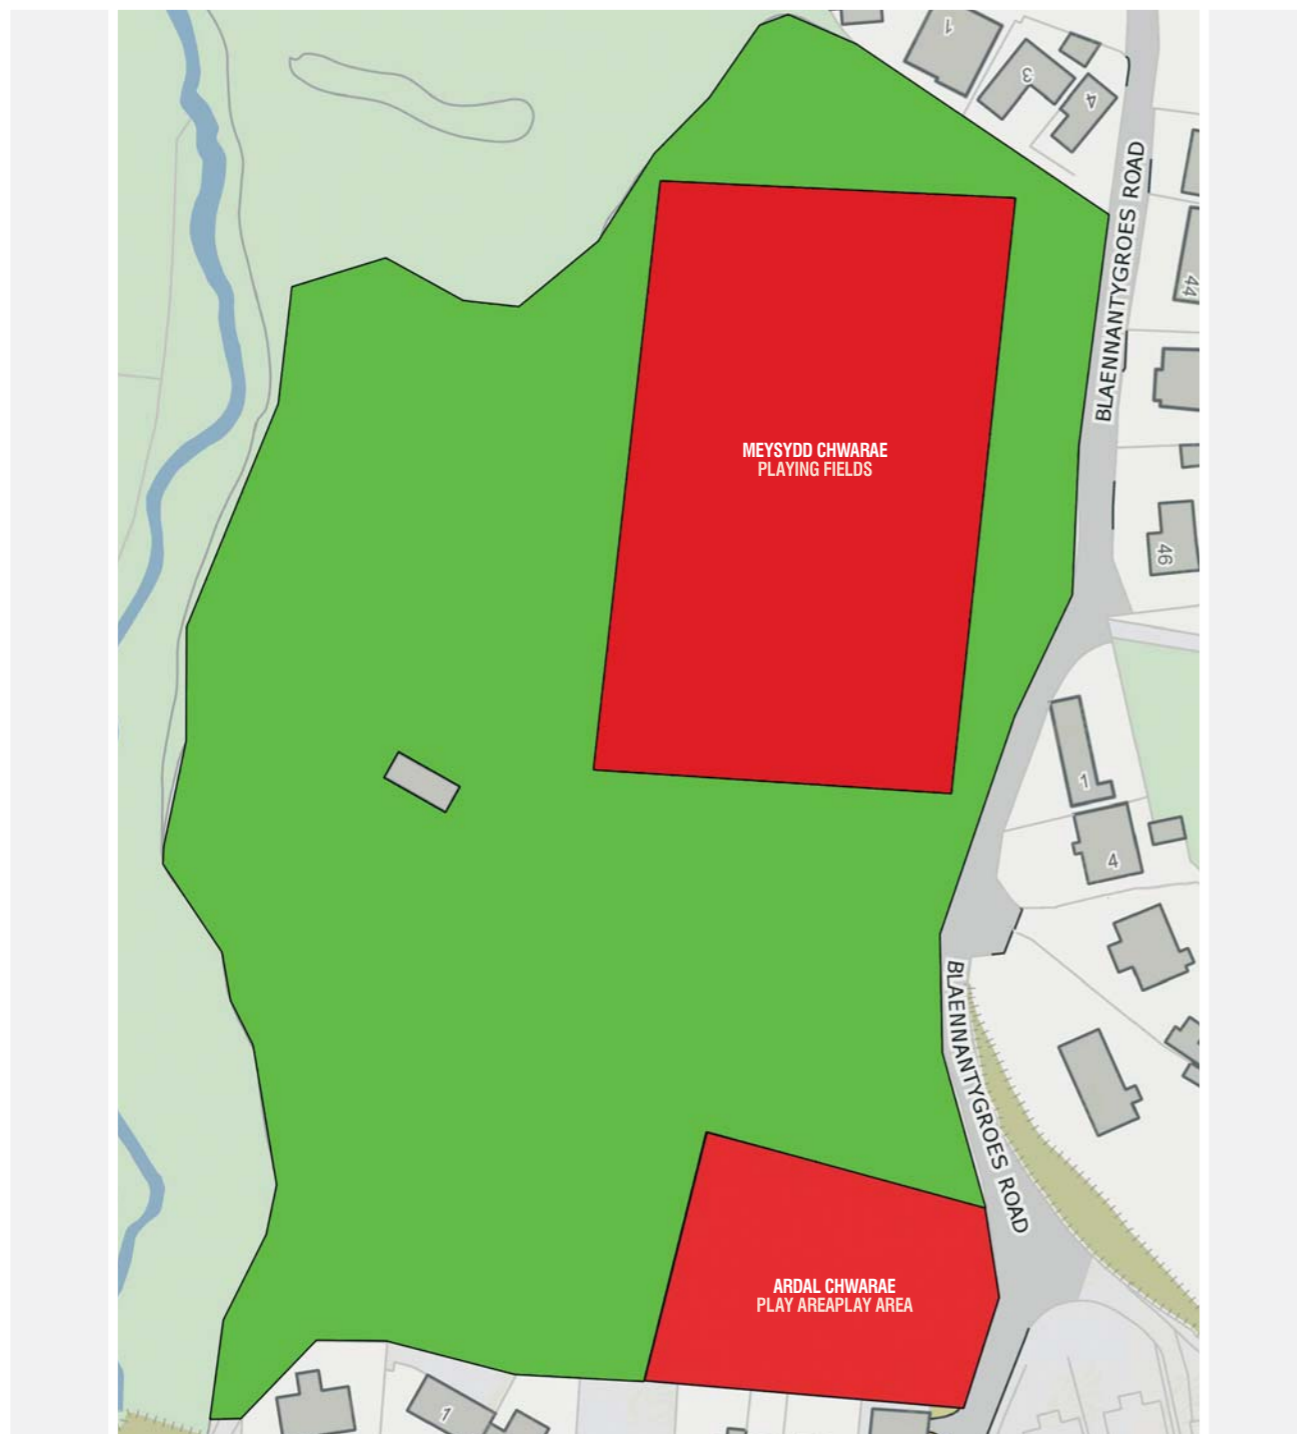 1
3
4
BLAENNANTYGROES ROAD
44
MEYSYDD CHWARAE
PLAYING FIELDS
46
1
4
BLAENNANTYGROES ROAD
ARDAL CHWARAE
PLAY AREAPLAY AREA
1